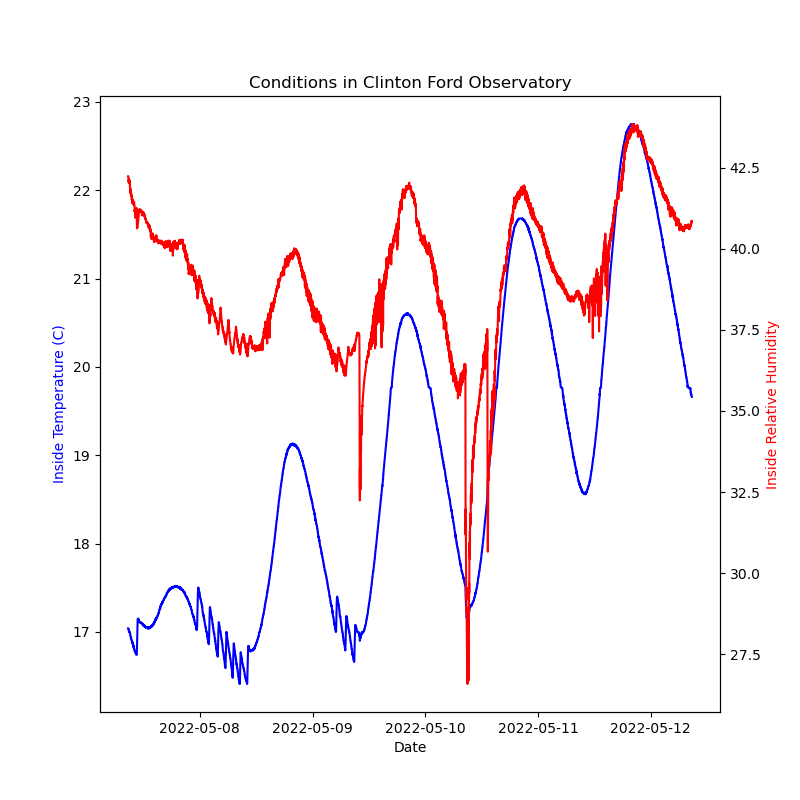 Conditions in Clinton Ford Observatory
23
22
21
20
19
18
17
Inside Temperature (C)
42.5
40.0
37.5
35.0
32.5
30.0
27.5
Inside Relative Humidity
2022-05-08 2022-05-09 2022-05-10 2022-05-11 2022-05-12
Date